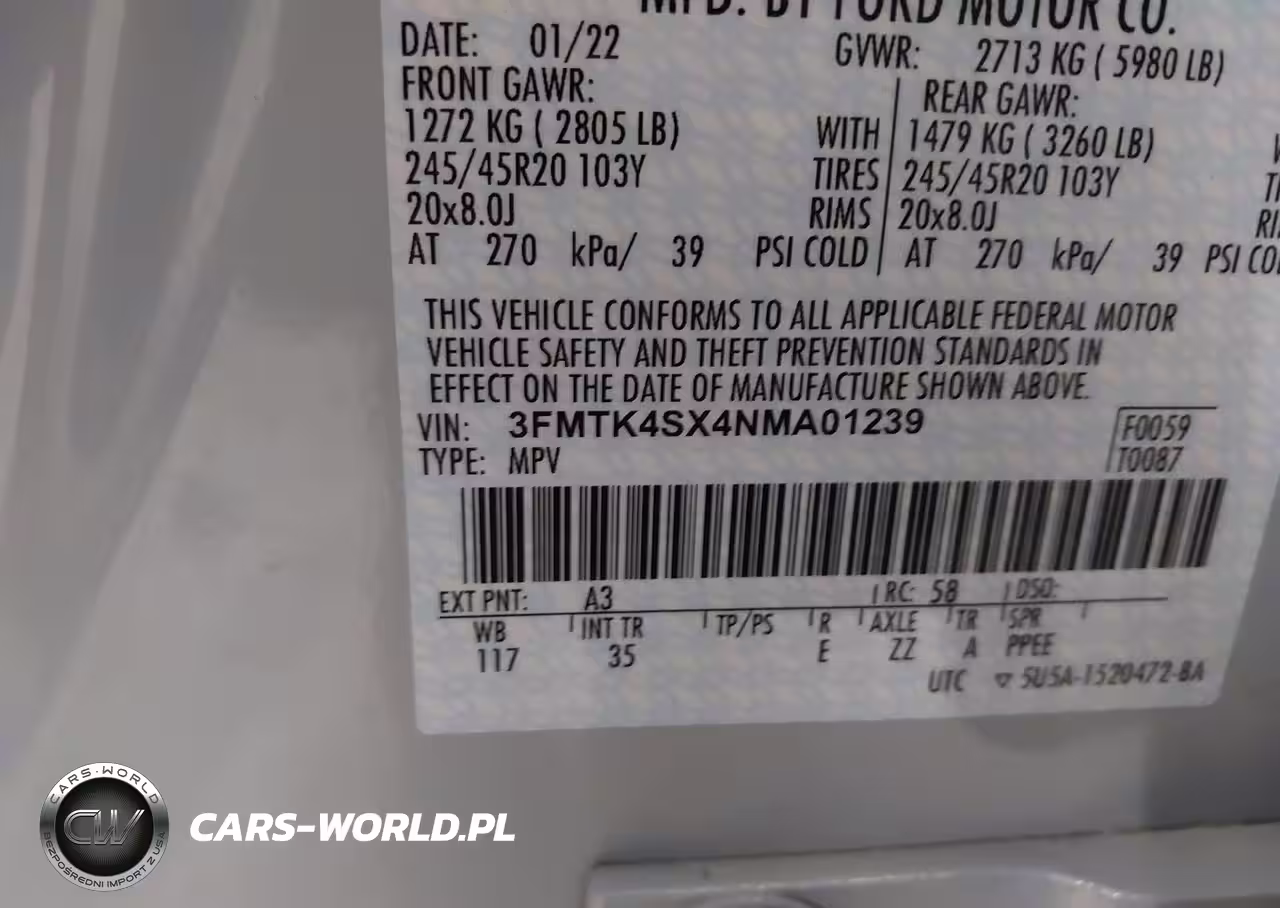 MFD. BY FORD MOTOR CO.
DATE: 01/22 GVWR: 2713 KG ( 5980 LB)
FRONT GAWR: REAR GAWR:
1272 KG ( 2805 LB) WITH 1479 KG ( 3260 LB)
245/45R20 103Y TIRES 245/45R20 103Y
20x8.0J RIMS 20x8.0J
AT 270 kPa/ 39 PSI COLD AT 270 kPa/ 39 PSI
THIS VEHICLE CONFORMS TO ALL APPLICABLE FEDERAL MOTOR
VEHICLE SAFETY AND THEFT PREVENTION STANDARDS IN
EFFECT ON THE DATE OF MANUFACTURE SHOWN ABOVE.
VIN: 3FMTK4SX4NMA01239 F0059
TYPE: MPV T0087
EXT PNT: A3 RC: 58 DSO:
WB INT TR TP/PS R AXLE TR SPR
117 35 E ZZ A PPEE
UTC ▽ 5U5A-1520472-BA
CARS-WORLD
CW
BEZPOŚREDNI IMPORT Z USA
CARS-WORLD.PL